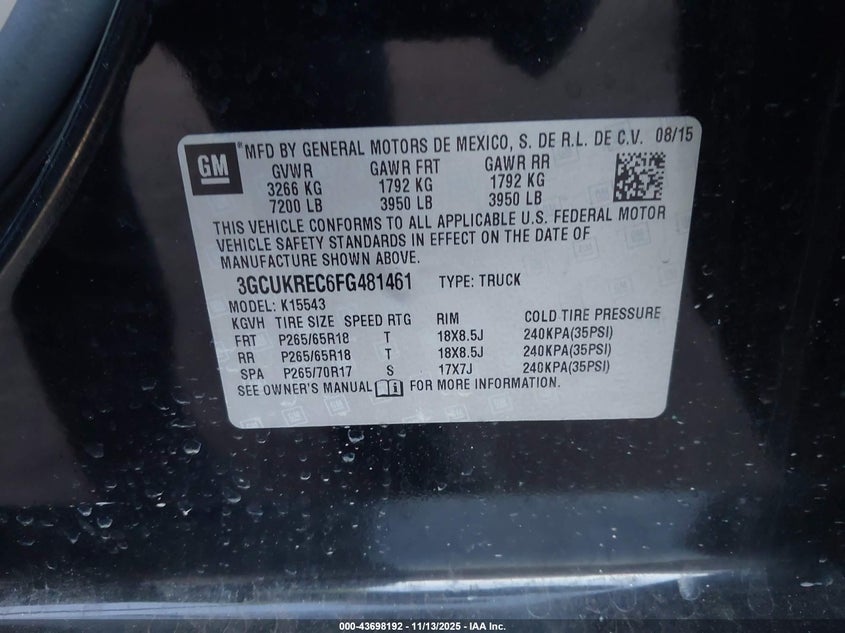 GM ® MFD BY GENERAL MOTORS DE MEXICO, S. DE R.L. DE C.V. 08/15
GVWR GAWR FRT GAWR RR
3266 KG 1792 KG 1792 KG
7200 LB 3950 LB 3950 LB
THIS VEHICLE CONFORMS TO ALL APPLICABLE U.S. FEDERAL MOTOR
VEHICLE SAFETY STANDARDS IN EFFECT ON THE DATE OF
MANUFACTURE SHOWN ABOVE.
3GCUKREC6FG481461 TYPE: TRUCK
MODEL: K15543
KGVH TIRE SIZE SPEED RTG RIM COLD TIRE PRESSURE
FRT P265/65R18 T 18X8.5J 240KPA(35PSI)
RR P265/65R18 T 18X8.5J 240KPA(35PSI)
SPA P265/70R17 S 17X7J 240KPA(35PSI)
SEE OWNER'S MANUAL FOR MORE INFORMATION.
000-43698192 - 11/13/2025 - IAA Inc.